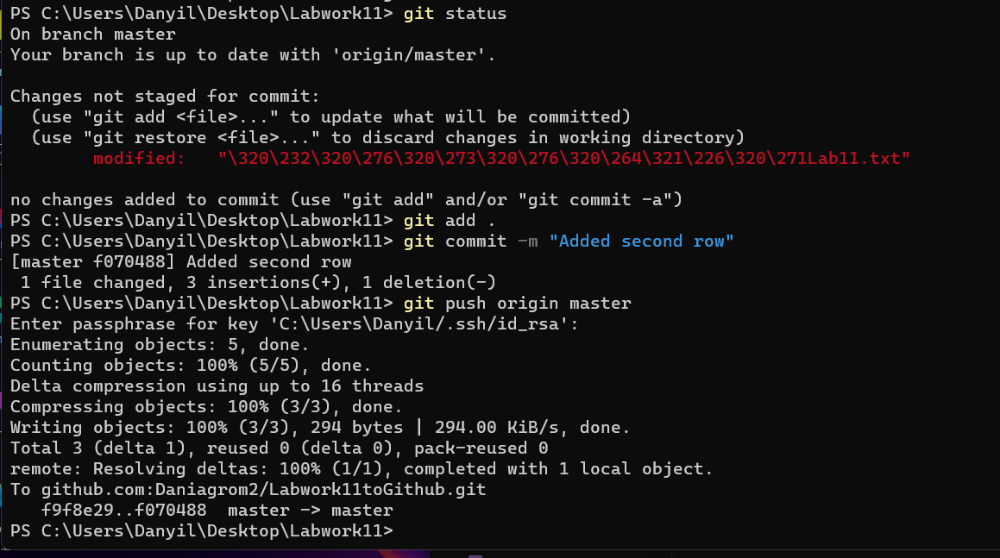 PS C:\Users\Danyil\Desktop\Labwork11> git status
On branch master
Your branch is up to date with 'origin/master'.
Changes not staged for commit:
(use "git add <file>..." to update what will be committed)
(use "git restore <file>..." to discard changes in working directory)
modified: "\320\232\320\276\320\273\320\276\320\264\321\226\320\271Lab11.txt"
no changes added to commit (use "git add" and/or "git commit -a")
PS C:\Users\Danyil\Desktop\Labwork11> git add .
PS C:\Users\Danyil\Desktop\Labwork11> git commit -m "Added second row"
[master f070488] Added second row
1 file changed, 3 insertions(+), 1 deletion(-)
PS C:\Users\Danyil\Desktop\Labwork11> git push origin master
Enter passphrase for key 'C:\Users\Danyil/.ssh/id_rsa':
Enumerating objects: 5, done.
Counting objects: 100% (5/5), done.
Delta compression using up to 16 threads
Compressing objects: 100% (3/3), done.
Writing objects: 100% (3/3), 294 bytes | 294.00 KiB/s, done.
Total 3 (delta 1), reused 0 (delta 0), pack-reused 0
remote: Resolving deltas: 100% (1/1), completed with 1 local object.
To github.com:Daniagrom2/Labwork11toGithub.git
f9f8e29..f070488 master -> master
PS C:\Users\Danyil\Desktop\Labwork11>